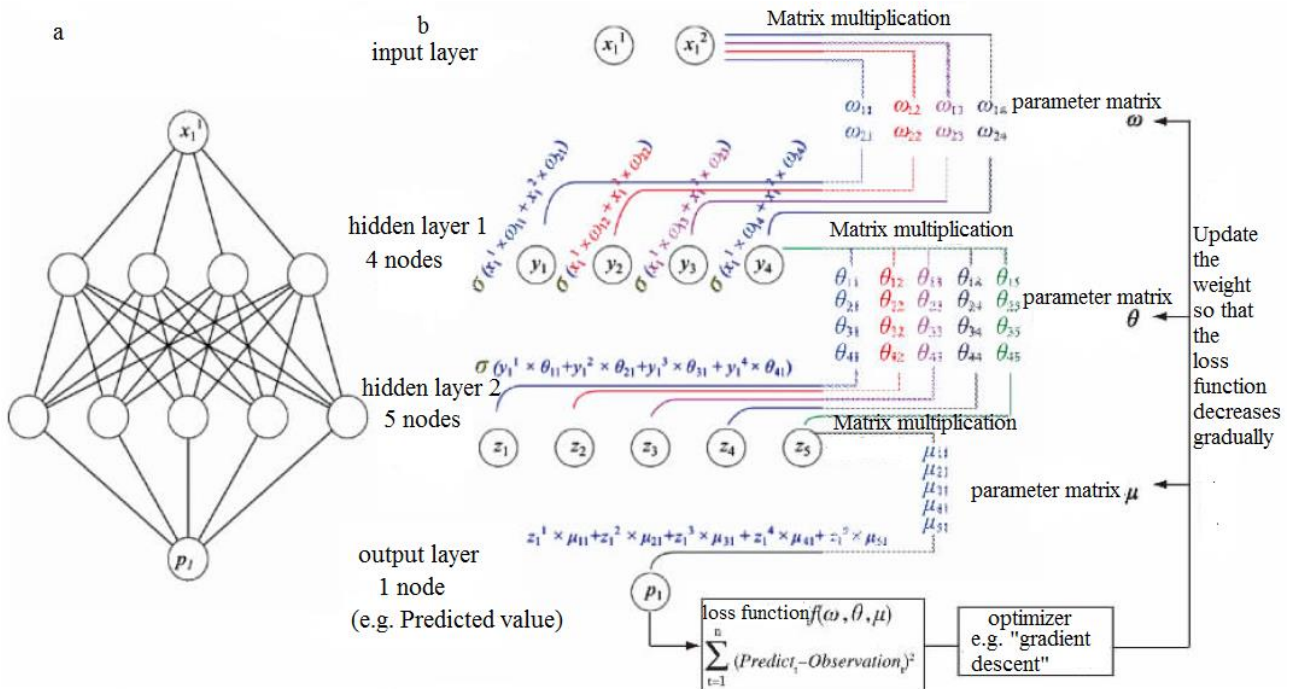 a
x₁¹
p₁
b
input layer
x₁¹ x₁²
Matrix multiplication
ω₁₁ ω₁₂ ω₁₃ ω₁₄
ω₂₁ ω₂₂ ω₂₃ ω₂₄
parameter matrix
ω
σ(x₁¹ × ω₁₁ + x₁² × ω₂₁)
σ(x₁¹ × ω₁₂ + x₁² × ω₂₂)
σ(x₁¹ × ω₁₃ + x₁² × ω₂₃)
σ(x₁¹ × ω₁₄ + x₁² × ω₂₄)
hidden layer 1
4 nodes
y₁ y₂ y₃ y₄
Matrix multiplication
θ₁₁ θ₁₂ θ₁₃ θ₁₄ θ₁₅
θ₃₁ θ₃₃ θ₃₄ θ₃₅
θ₄₁ θ₄₂ θ₄₃ θ₄₄ θ₄₅
parameter matrix
θ
σ(y₁¹ × θ₁₁+y₁² × θ₂₁+y₁³ × θ₃₁ + y₁⁴ × θ₄₁)
hidden layer 2
5 nodes
z₁ z₂ z₃ z₄ z₅
Matrix multiplication
μ₁₁
μ₂₁
μ₃₁
μ₄₁
μ₅₁
parameter matrix μ
z₁¹ × μ₁₁+z₁² × μ₂₁+z₁³ × μ₃₁ + z₁⁴ × μ₄₁+ z₁⁵ × μ₅₁
output layer
1 node
(e.g. Predicted value)
p₁
loss function f(ω, θ, μ)
n
∑ (Predictₜ−Observationₜ)²
t=1
optimizer
e.g. "gradient
descent"
Update
the
weight
so that
the
loss
function
decreases
gradually